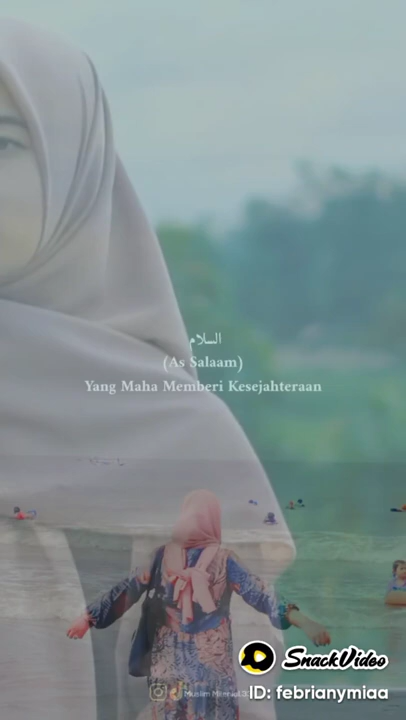 السلام
(As Salaam)
Yang Maha Memberi Kesejahteraan
SnackVideo
ID: febrianymiaa